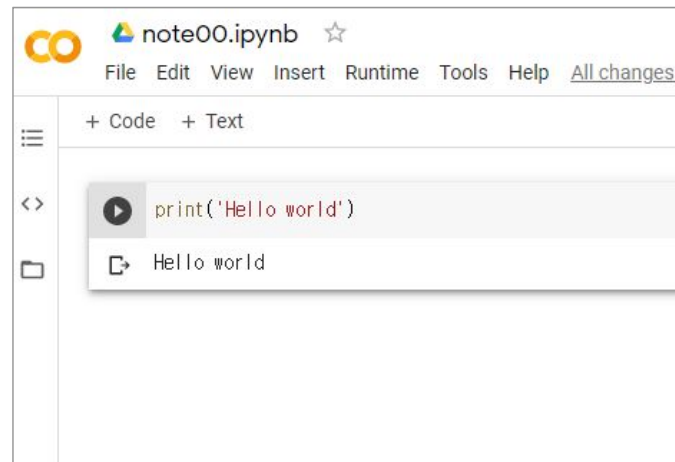 CO note00.ipynb
File Edit View Insert Runtime Tools Help All changes
+ Code + Text
print('Hello world')
Hello world